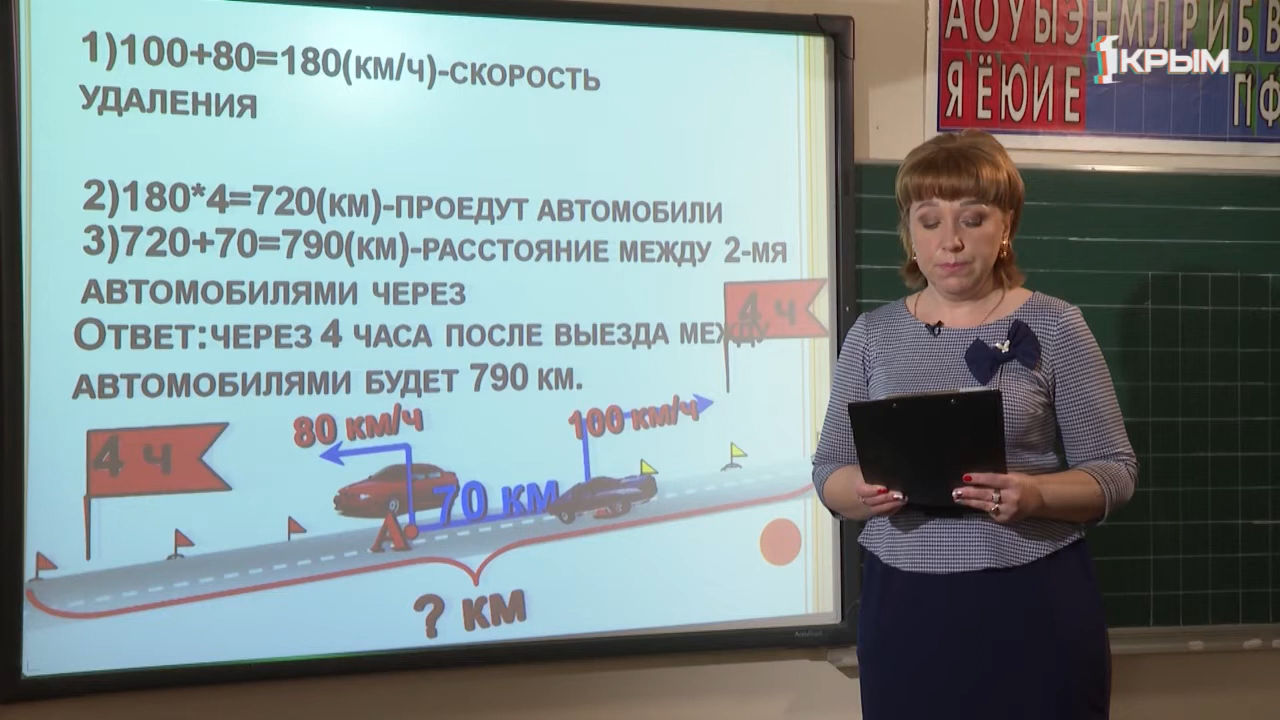 1)100+80=180(КМ/Ч)-СКОРОСТЬ
УДАЛЕНИЯ
2)180*4=720(КМ)-ПРОЕДУТ АВТОМОБИЛИ
3)720+70=790(КМ)-РАССТОЯНИЕ МЕЖДУ 2-МЯ
АВТОМОБИЛЯМИ ЧЕРЕЗ
ОТВЕТ:ЧЕРЕЗ 4 ЧАСА ПОСЛЕ ВЫЕЗДА МЕЖДУ
АВТОМОБИЛЯМИ БУДЕТ 790 КМ.
4 ч
80 км/ч
100 км/ч
4 ч
70 км
А
? км
АОУЫЭНМЛРИБВ
ЯЁЮИЕ ПФ
1КРЫМ